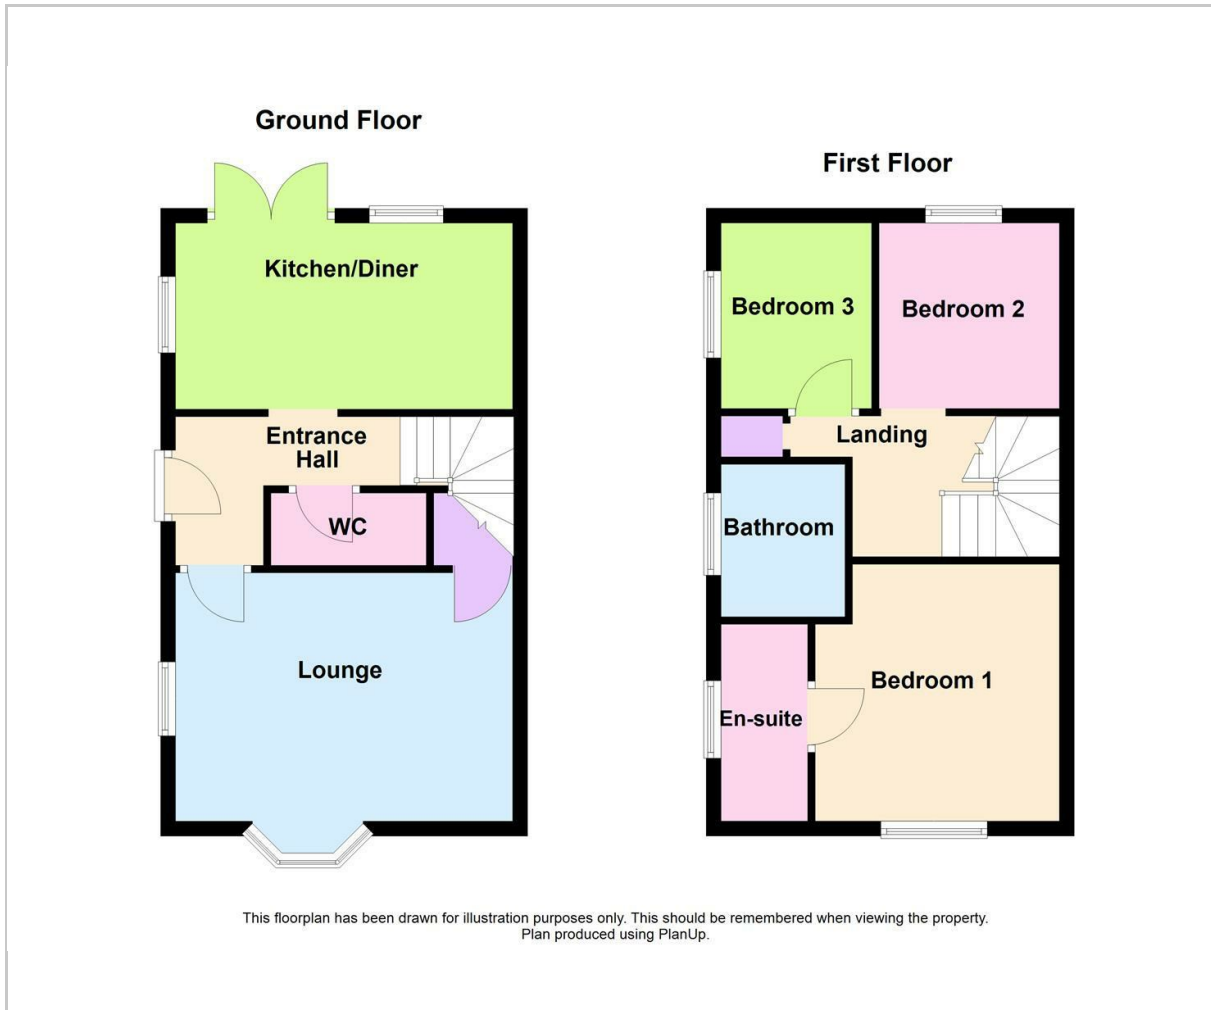 Ground Floor
Kitchen/Diner
Entrance
Hall
WC
Lounge
First Floor
Bedroom 3
Bedroom 2
Landing
Bathroom
Bedroom 1
En-suite
This floorplan has been drawn for illustration purposes only. This should be remembered when viewing the property.
Plan produced using PlanUp.